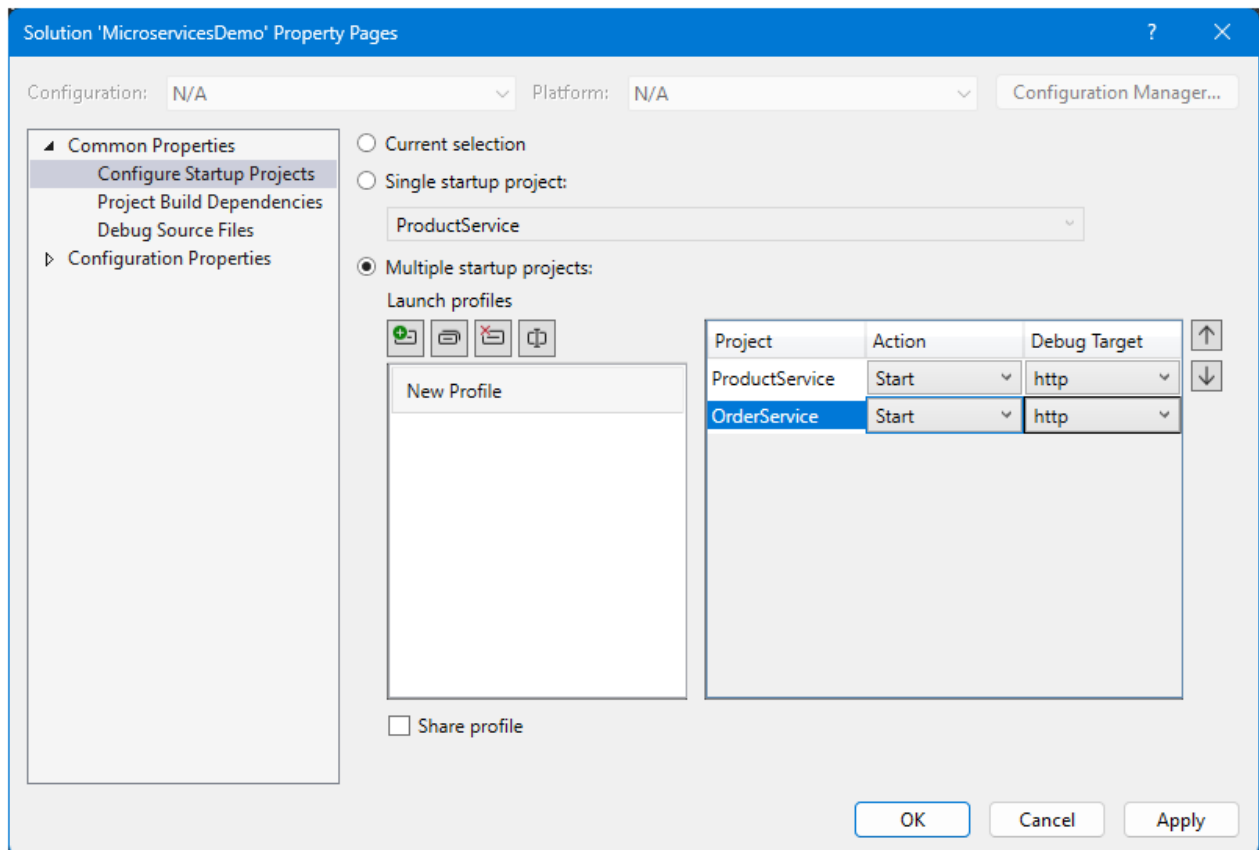 Solution 'MicroservicesDemo' Property Pages
?
Configuration: N/A Platform: N/A Configuration Manager...
Common Properties
Configure Startup Projects
Project Build Dependencies
Debug Source Files
Configuration Properties
Current selection
Single startup project:
ProductService
Multiple startup projects:
Launch profiles
New Profile
Project Action Debug Target
ProductService Start http
OrderService Start http
Share profile
OK Cancel Apply